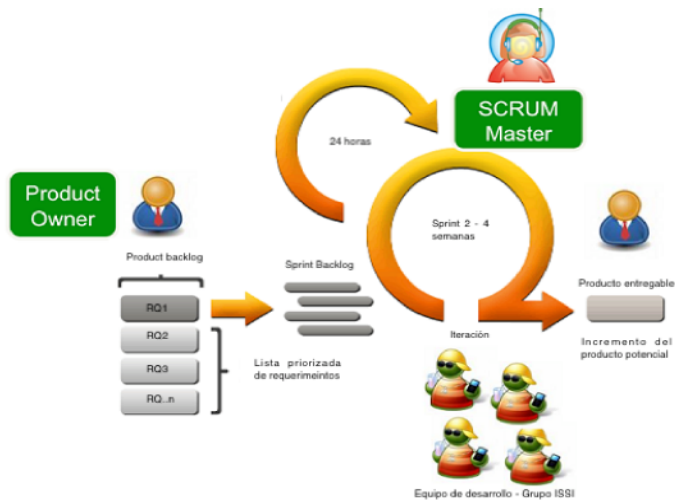 SCRUM
Master
24 horas
Product
Owner
Sprint 2 - 4
semanas
Product backlog
Sprint Backlog
Producto entregable
RQ1
RQ2
RQ3
RQ..n
Lista priorizada
de requerimeintos
Iteración
Incremento del
producto potencial
Equipo de desarrollo - Grupo ISSI